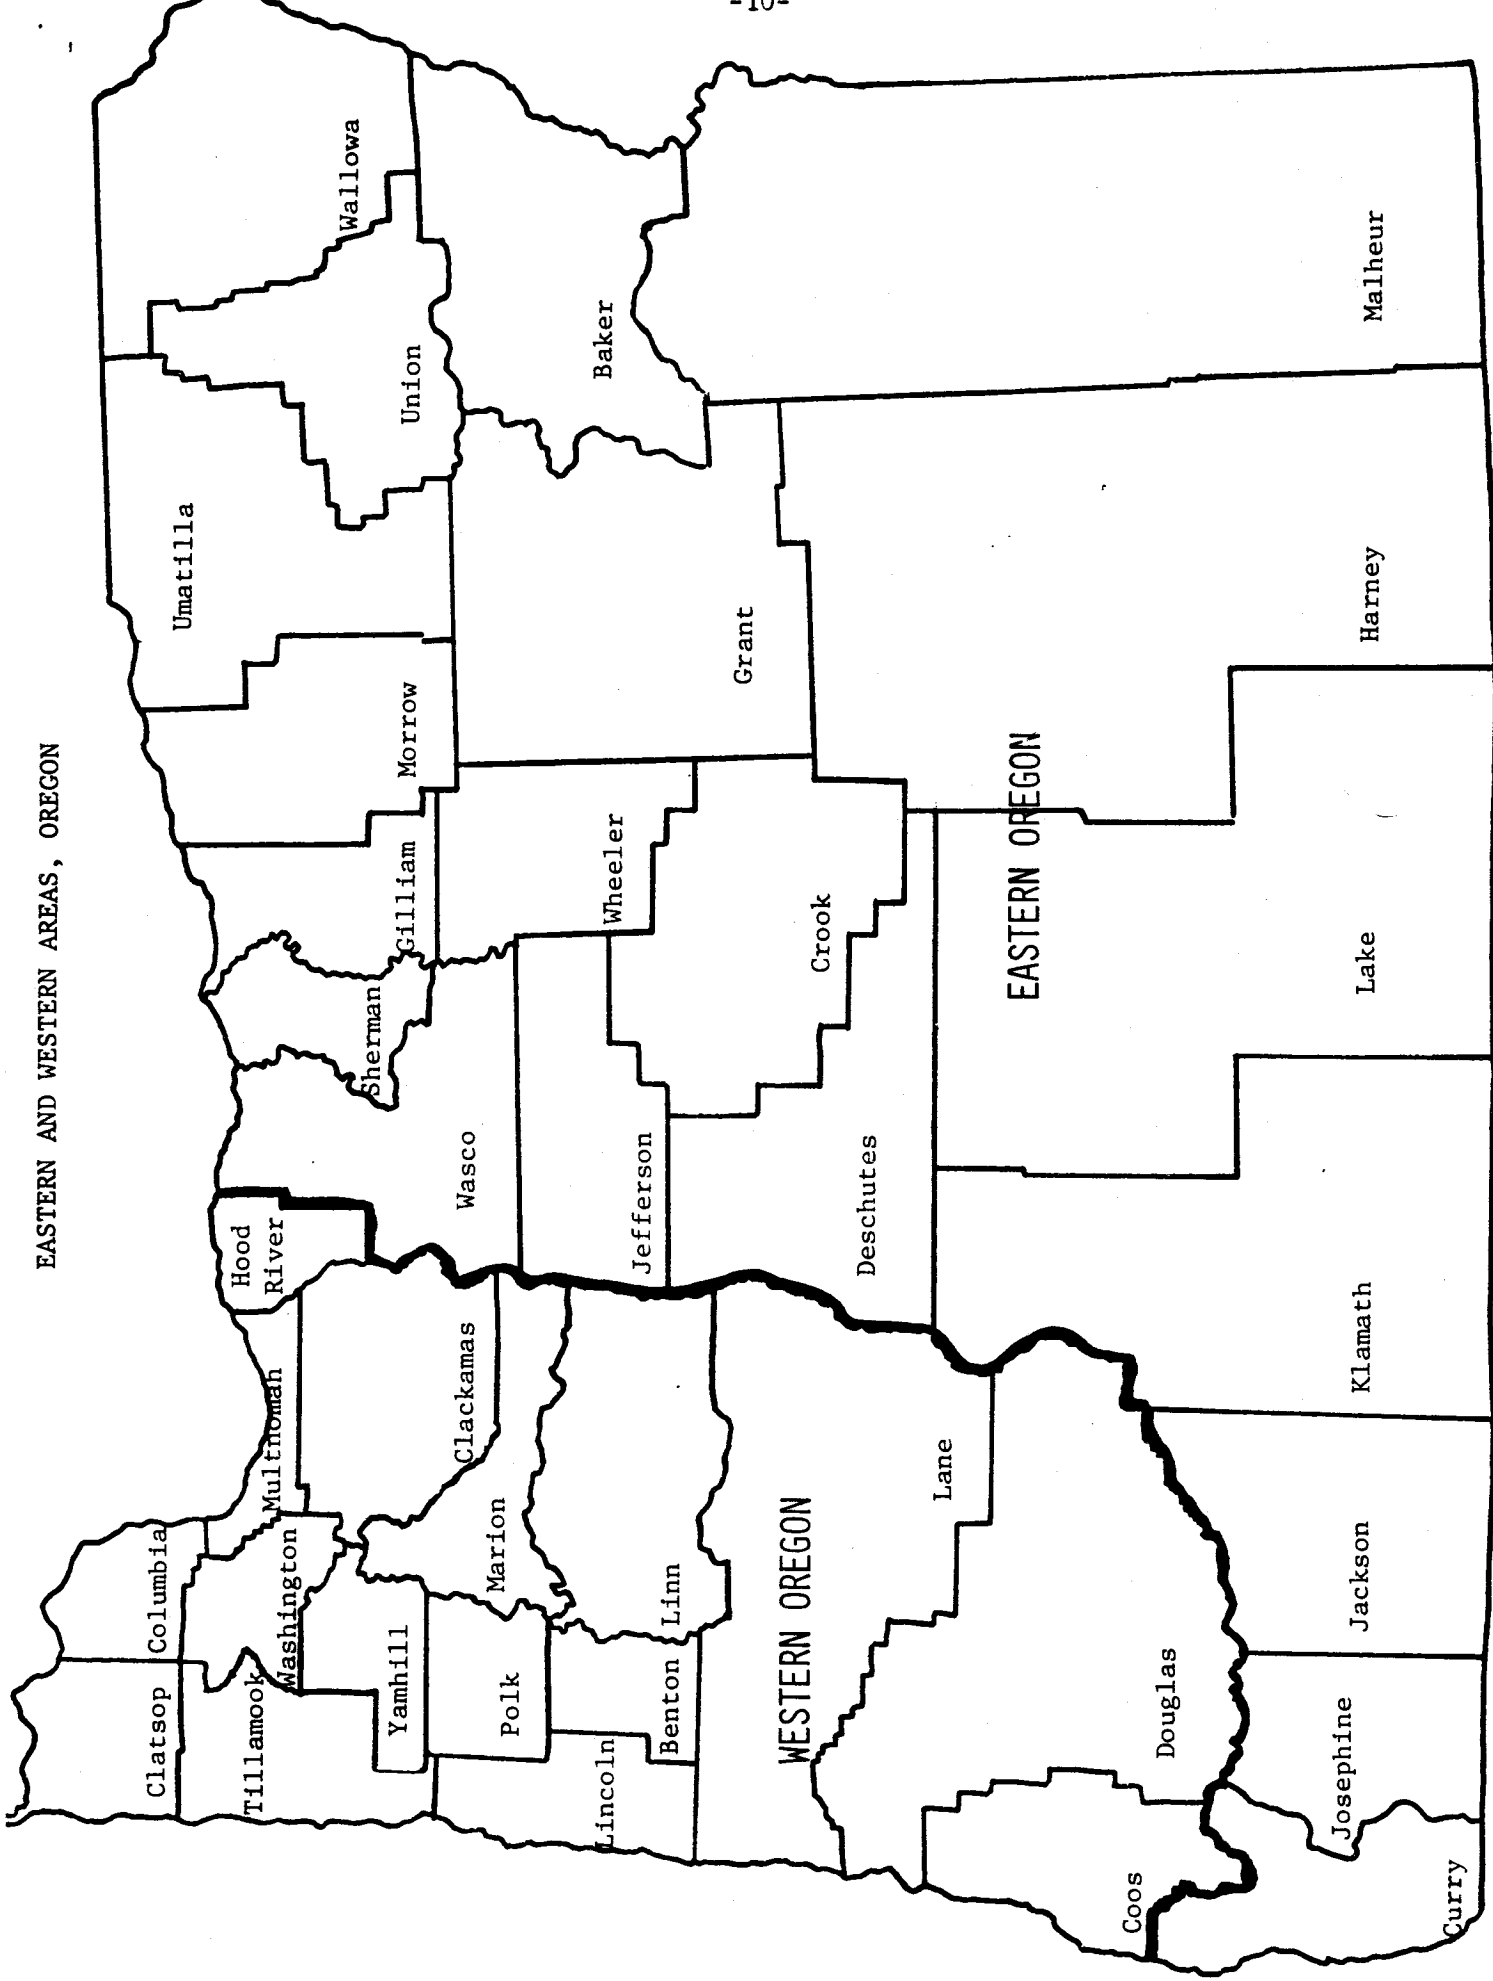 -10-
EASTERN AND WESTERN AREAS, OREGON
Clatsop
Columbia
Tillamook
Washington
Multnomah
Hood
River
Yamhill
Clackamas
Polk
Marion
Lincoln
Benton
Linn
WESTERN OREGON
Lane
Douglas
Coos
Curry
Josephine
Jackson
Wasco
Sherman
Gilliam
Morrow
Umatilla
Union
Wallowa
Jefferson
Wheeler
Grant
Baker
Deschutes
Crook
EASTERN OREGON
Klamath
Lake
Harney
Malheur